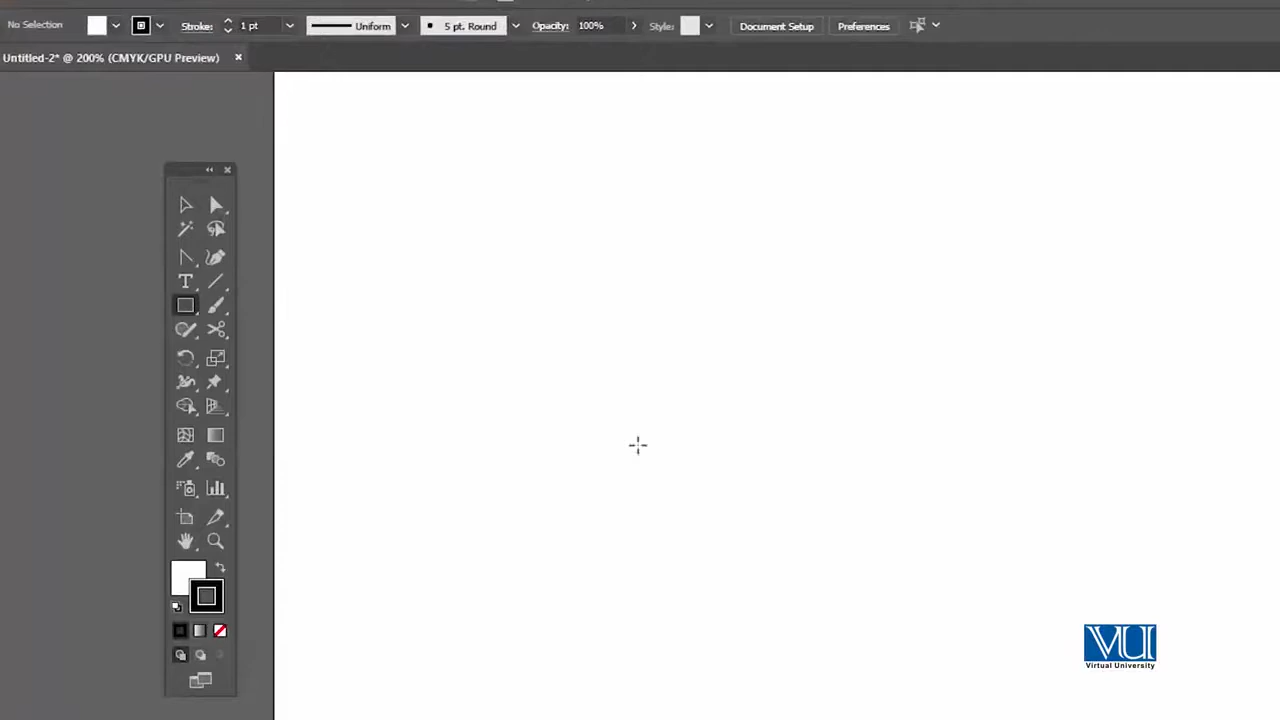 No Selection Stroke: 1 pt Uniform 5 pt. Round Opacity: 100% Style: Document Setup Preferences
Untitled-2* @ 200% (CMYK/GPU Preview)
VU
Virtual University